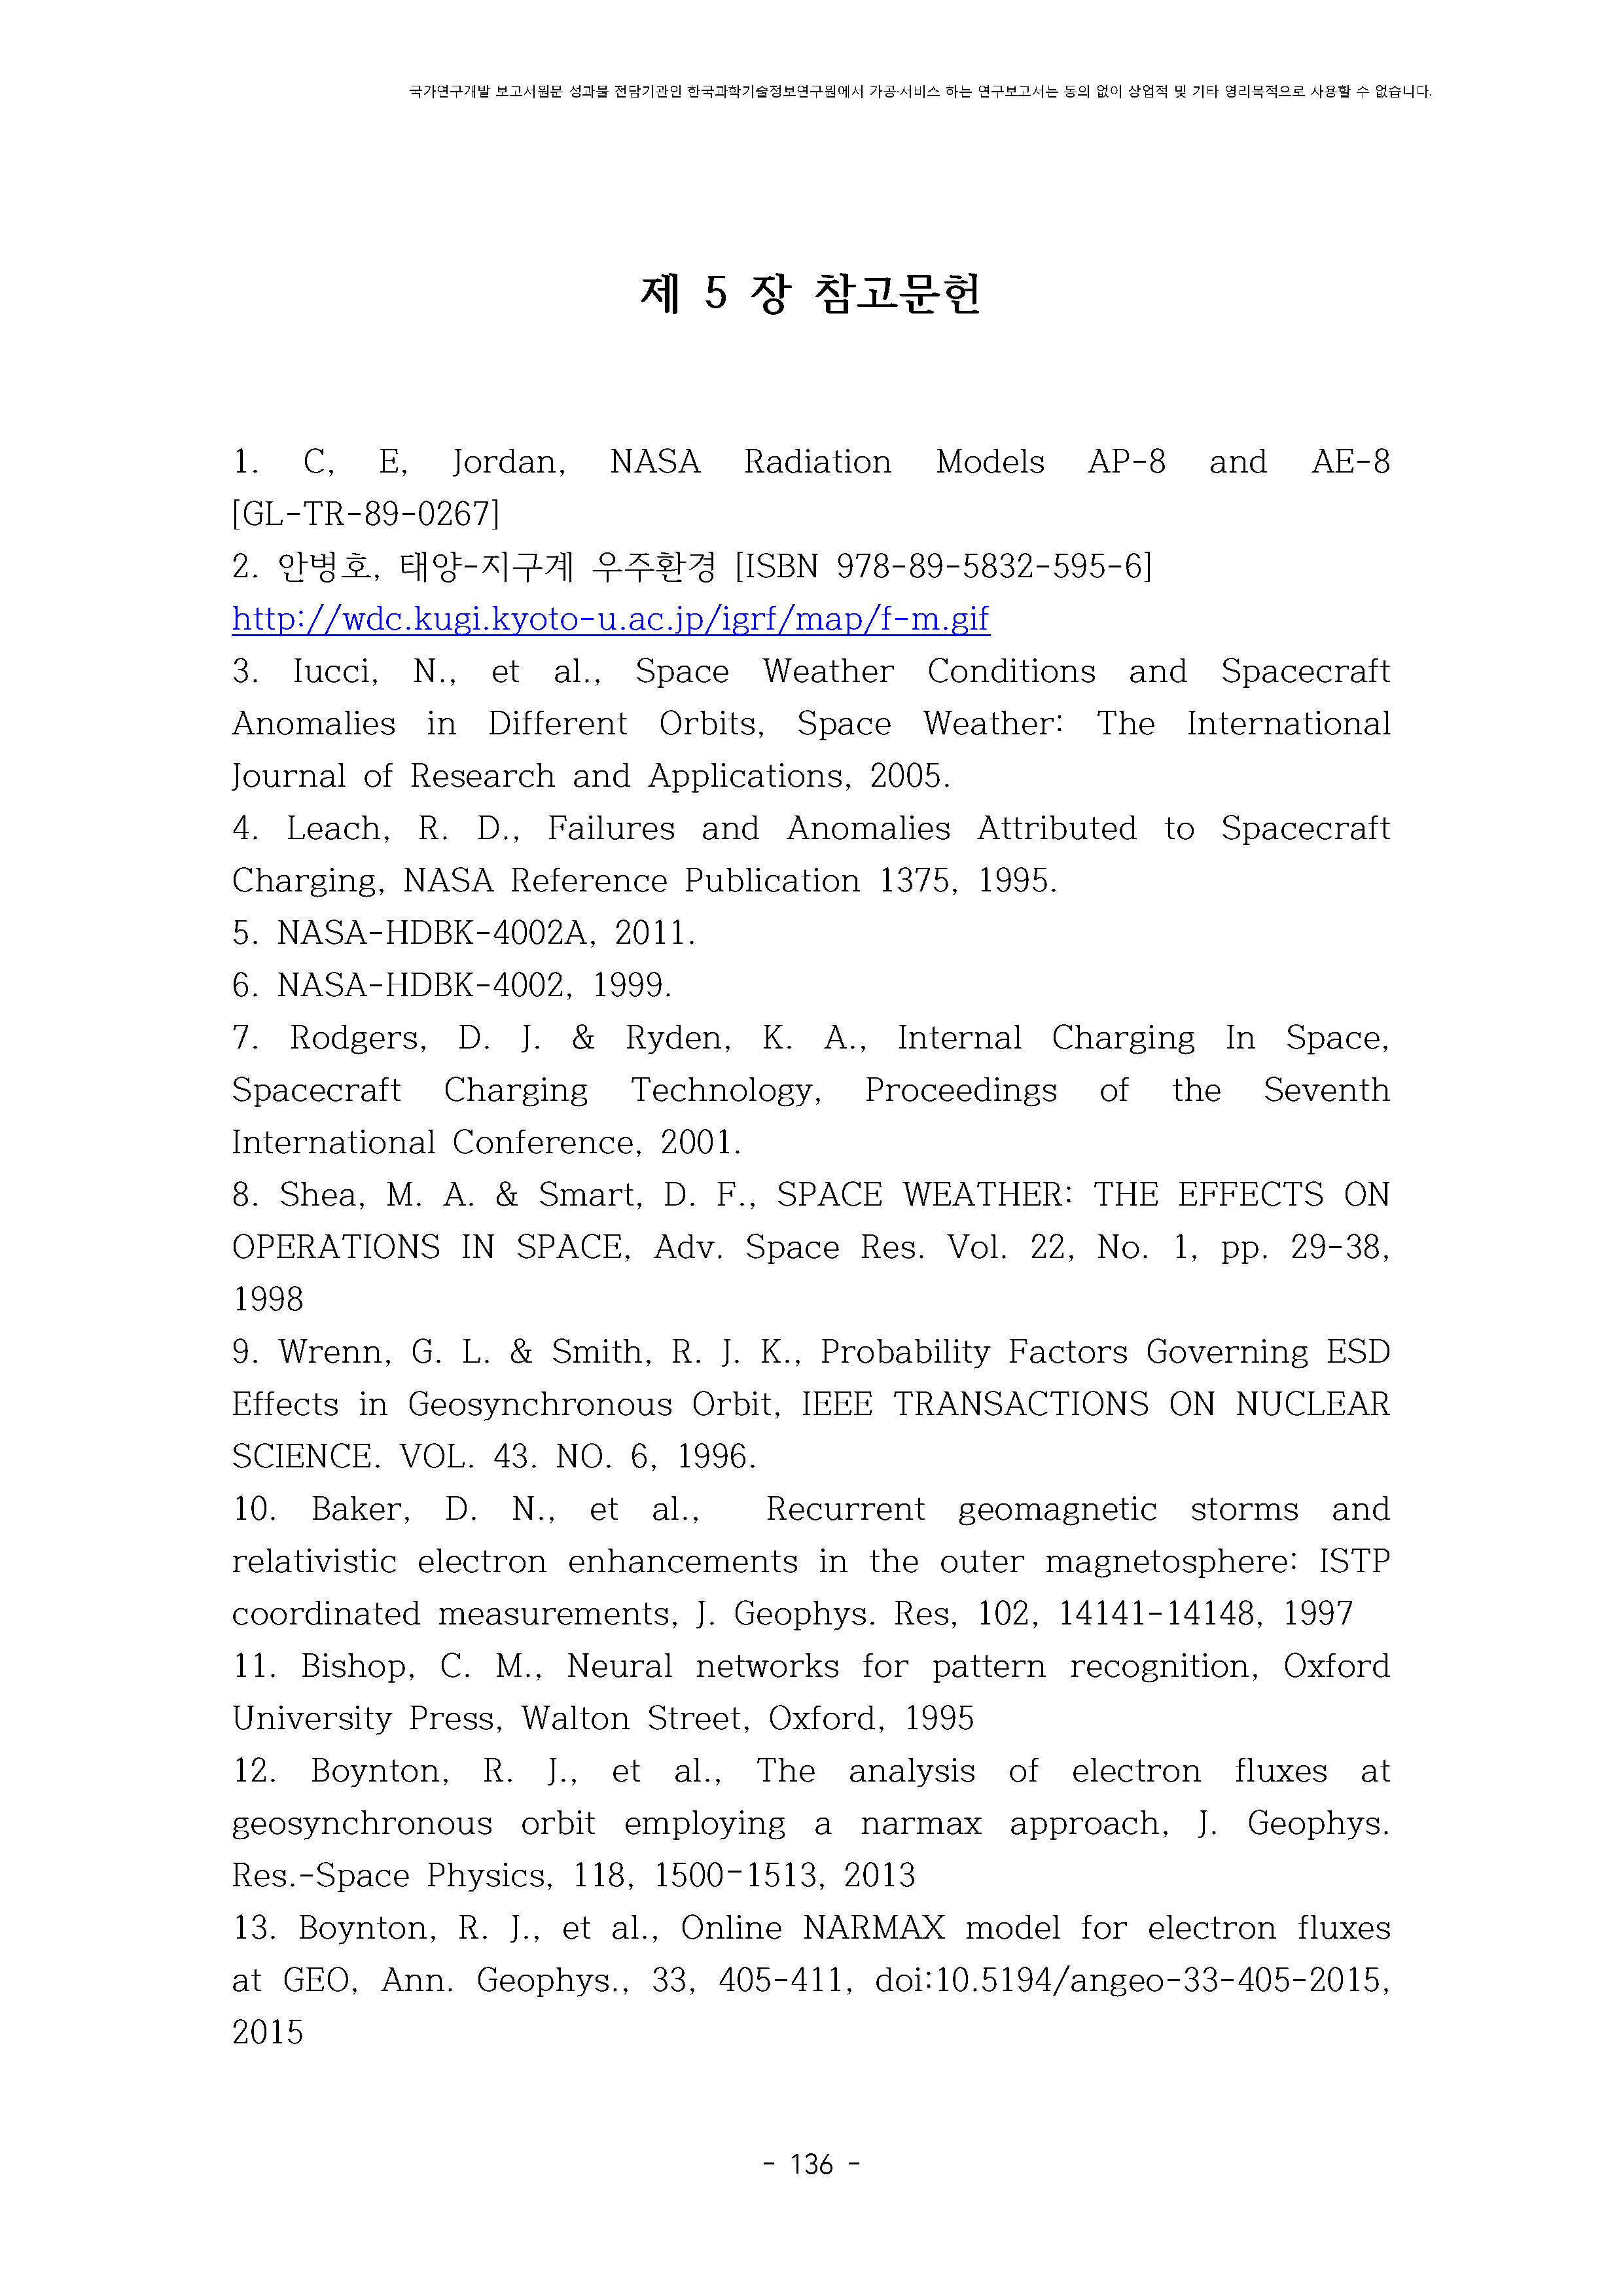 국가연구개발 보고서원문 성과물 전담기관인 한국과학기술정보연구원에서 가공·서비스 하는 연구보고서는 동의 없이 상업적 및 기타 영리목적으로 사용할 수 없습니다.
제 5 장 참고문헌
1. C, E, Jordan, NASA Radiation Models AP-8 and AE-8
[GL-TR-89-0267]
2. 안병호, 태양-지구계 우주환경 [ISBN 978-89-5832-595-6]
http://wdc.kugi.kyoto-u.ac.jp/igrf/map/f-m.gif
3. Iucci, N., et al., Space Weather Conditions and Spacecraft
Anomalies in Different Orbits, Space Weather: The International
Journal of Research and Applications, 2005.
4. Leach, R. D., Failures and Anomalies Attributed to Spacecraft
Charging, NASA Reference Publication 1375, 1995.
5. NASA-HDBK-4002A, 2011.
6. NASA-HDBK-4002, 1999.
7. Rodgers, D. J. & Ryden, K. A., Internal Charging In Space,
Spacecraft Charging Technology, Proceedings of the Seventh
International Conference, 2001.
8. Shea, M. A. & Smart, D. F., SPACE WEATHER: THE EFFECTS ON
OPERATIONS IN SPACE, Adv. Space Res. Vol. 22, No. 1, pp. 29-38,
1998
9. Wrenn, G. L. & Smith, R. J. K., Probability Factors Governing ESD
Effects in Geosynchronous Orbit, IEEE TRANSACTIONS ON NUCLEAR
SCIENCE. VOL. 43. NO. 6, 1996.
10. Baker, D. N., et al., Recurrent geomagnetic storms and
relativistic electron enhancements in the outer magnetosphere: ISTP
coordinated measurements, J. Geophys. Res, 102, 14141-14148, 1997
11. Bishop, C. M., Neural networks for pattern recognition, Oxford
University Press, Walton Street, Oxford, 1995
12. Boynton, R. J., et al., The analysis of electron fluxes at
geosynchronous orbit employing a narmax approach, J. Geophys.
Res.-Space Physics, 118, 1500-1513, 2013
13. Boynton, R. J., et al., Online NARMAX model for electron fluxes
at GEO, Ann. Geophys., 33, 405-411, doi:10.5194/angeo-33-405-2015,
2015
- 136 -